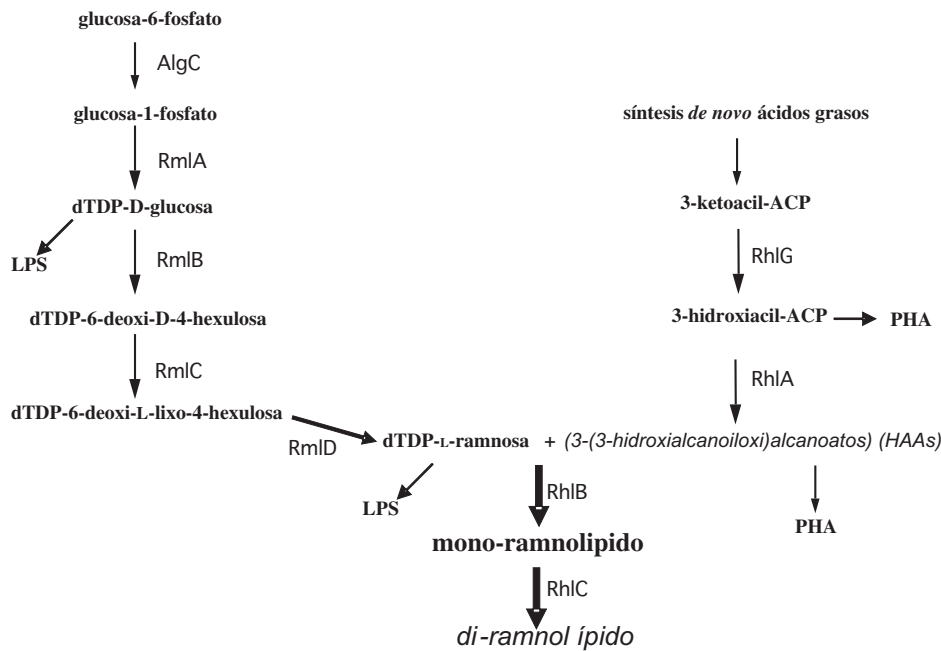 glucosa-6-fosfato
AlgC
glucosa-1-fosfato
RmlA
dTDP-D-glucosa
LPS
RmlB
dTDP-6-deoxi-D-4-hexulosa
RmlC
dTDP-6-deoxi-L-lixo-4-hexulosa
RmlD
síntesis de novo ácidos grasos
3-ketoacil-ACP
RhlG
3-hidroxiacil-ACP
PHA
RhlA
dTDP-L-ramnosa + (3-(3-hidroxialcanoiloxi)alcanoatos) (HAAs)
LPS
RhlB
PHA
mono-ramnolipido
RhlC
di-ramnol ípido